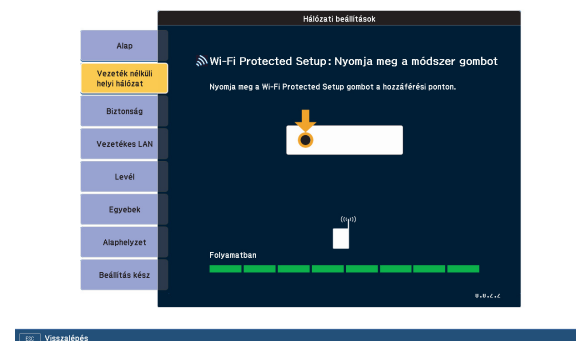 Hálózati beállítások
Alap
Vezeték nélküli
helyi hálózat
Biztonság
Vezetékes LAN
Levél
Egyebek
Alaphelyzet
Beállítás kész
Wi-Fi Protected Setup: Nyomja meg a módszer gombot
Nyomja meg a Wi-Fi Protected Setup gombot a hozzáférési ponton.
Folyamatban
ESC Visszalépés